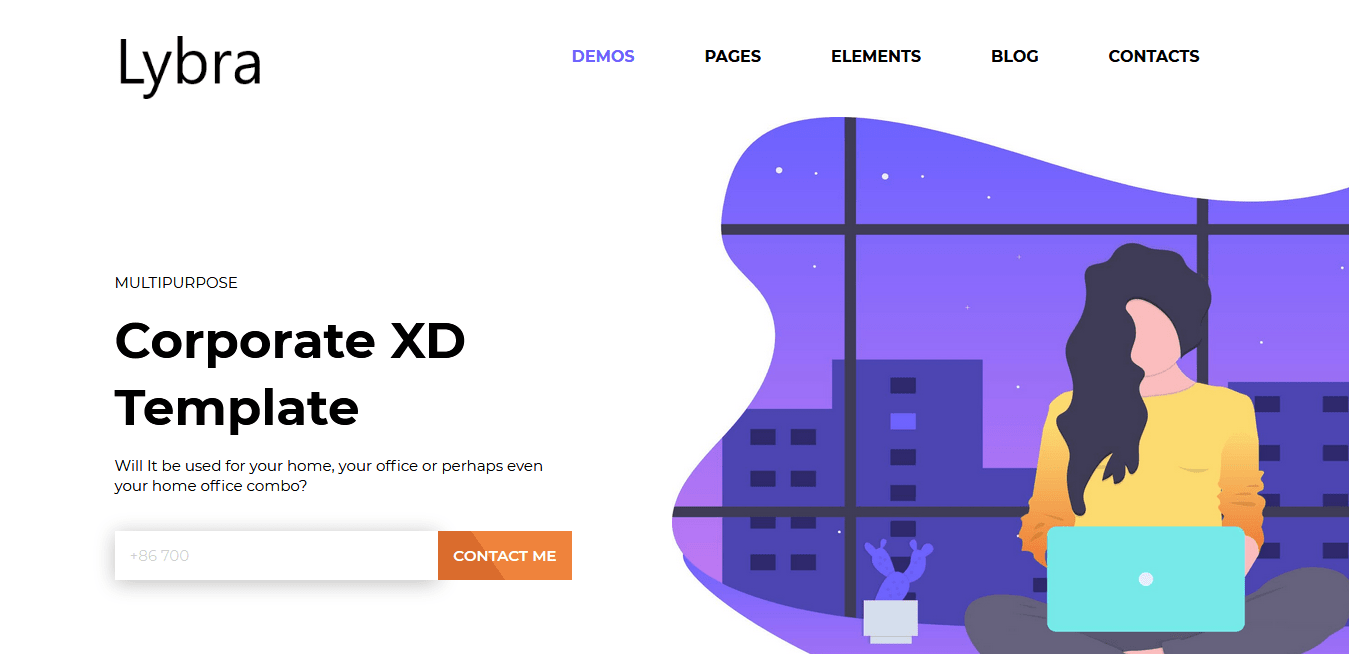 Lybra
DEMOS PAGES ELEMENTS BLOG CONTACTS
MULTIPURPOSE
Corporate XD
Template
Will It be used for your home, your office or perhaps even
your home office combo?
+86 700 CONTACT ME